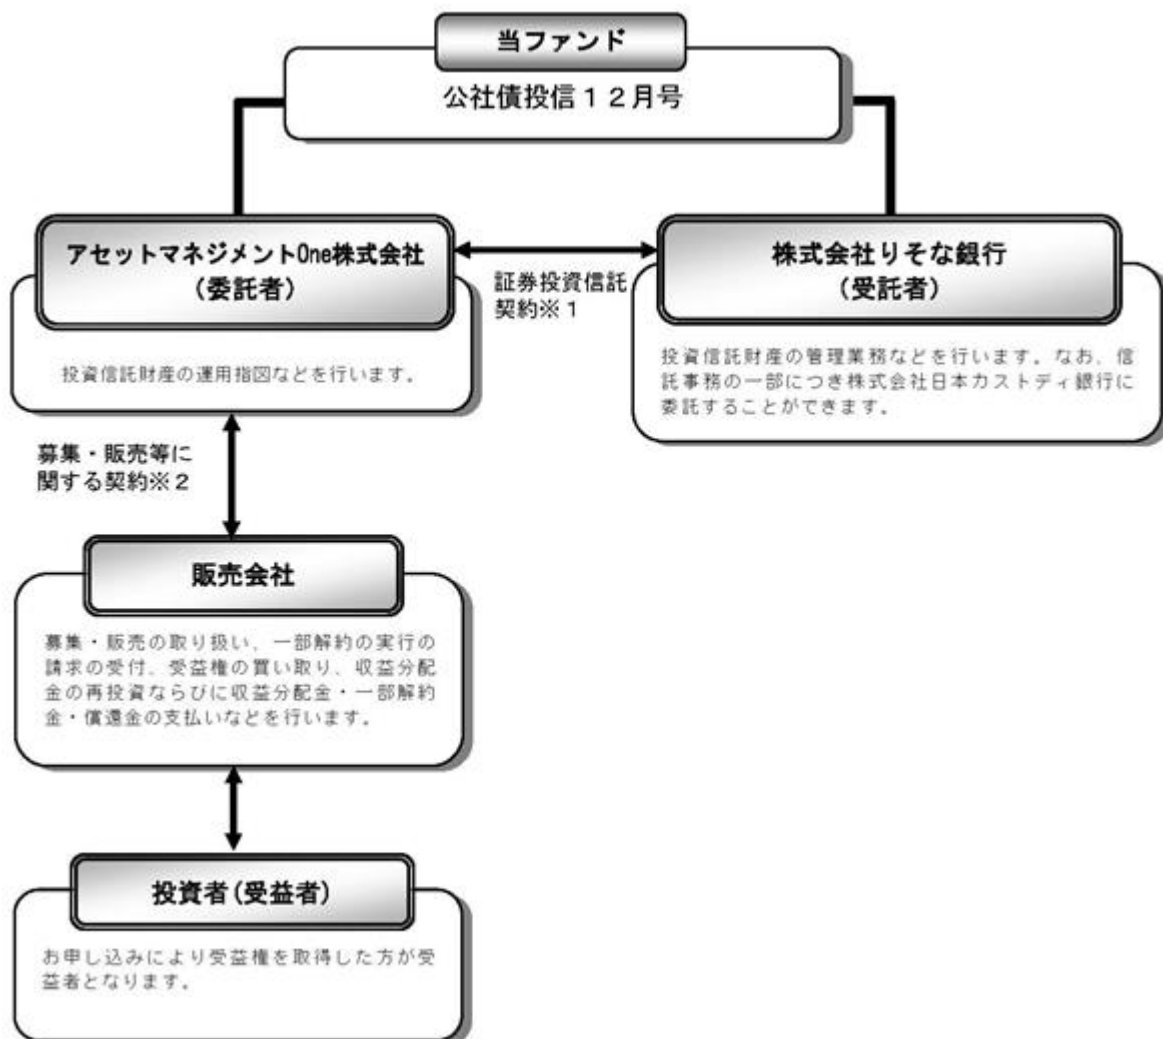 当ファンド
公社債投信１２月号
アセットマネジメントOne株式会社
（委託者）
投資信託財産の運用指図などを行います。
証券投資信託
契約※１
株式会社りそな銀行
（受託者）
投資信託財産の管理業務などを行います。なお、信
託事務の一部につき株式会社日本カストディ銀行に
委託することができます。
募集・販売等に
関する契約※２
販売会社
募集・販売の取り扱い、一部解約の実行の
請求の受付、受益権の買い取り、収益分配
金の再投資ならびに収益分配金・一部解約
金・償還金の支払いなどを行います。
投資者(受益者)
お申し込みにより受益権を取得した方が受
益者となります。